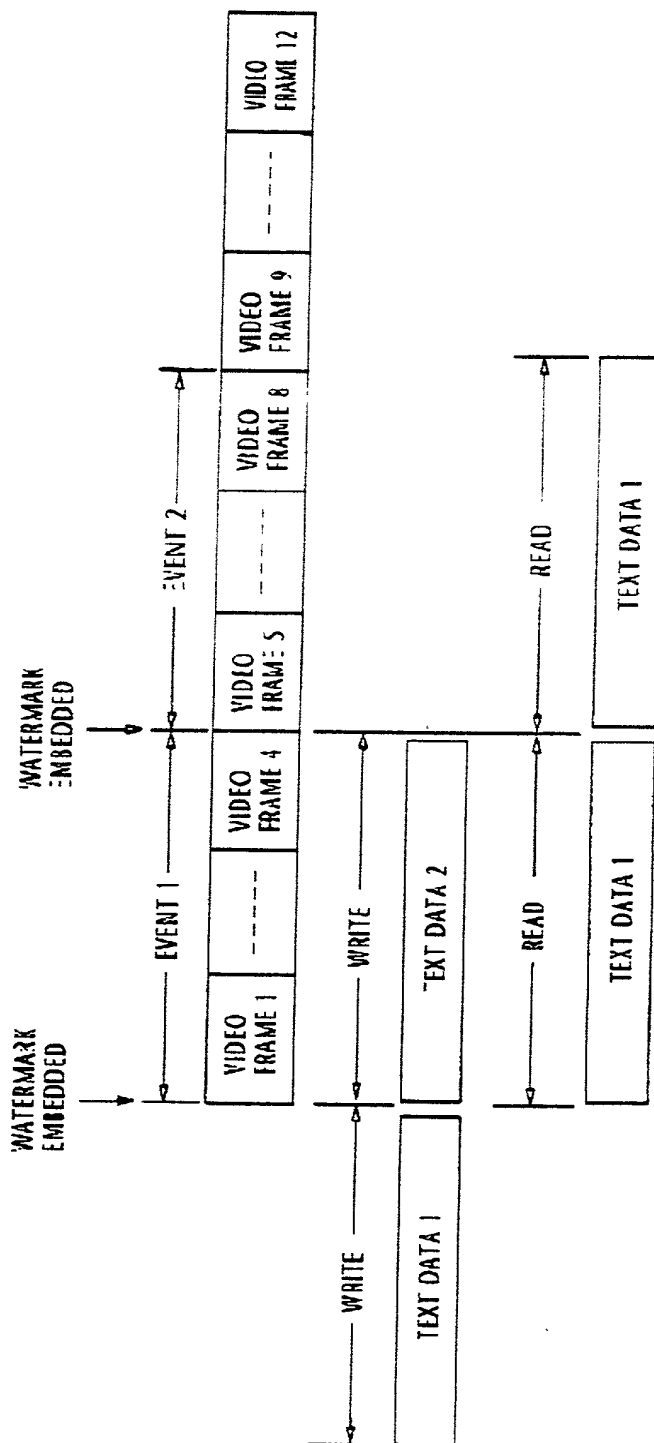 WATERMARK
EMBEDDED
WATERMARK
EMBEDDED
EVENT 1
EVENT 2
VIDEO
FRAME 1
VIDEO
FRAME 4
VIDEO
FRAME 5
VIDEO
FRAME 8
VIDEO
FRAME 9
VIDEO
FRAME 12
WRITE
WRITE
TEXT DATA 1
TEXT DATA 2
READ
READ
TEXT DATA 1
TEXT DATA 1